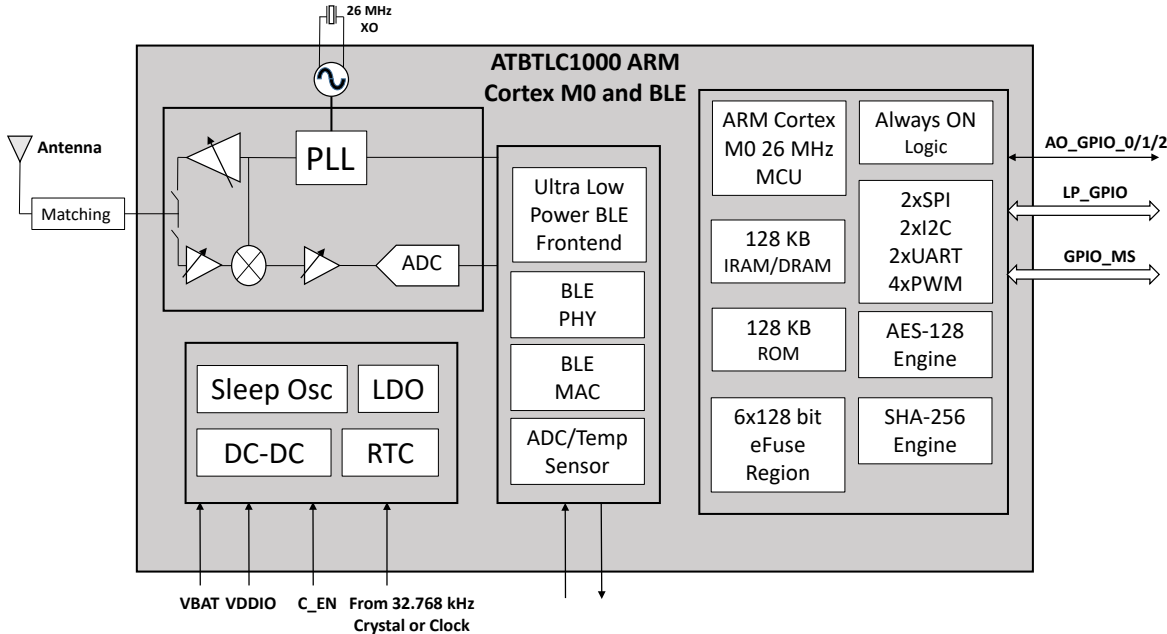 26 MHz
XO
ATBTLC1000 ARM
Cortex M0 and BLE
Antenna
Matching
PLL
ADC
Sleep Osc
LDO
DC-DC
RTC
Ultra Low
Power BLE
Frontend
BLE
PHY
BLE
MAC
ADC/Temp
Sensor
ARM Cortex
M0 26 MHz
MCU
128 KB
IRAM/DRAM
128 KB
ROM
6x128 bit
eFuse
Region
Always ON
Logic
2xSPI
2xI2C
2xUART
4xPWM
AES-128
Engine
SHA-256
Engine
AO_GPIO_0/1/2
LP_GPIO
GPIO_MS
VBAT
VDDIO
C_EN
From 32.768 kHz
Crystal or Clock